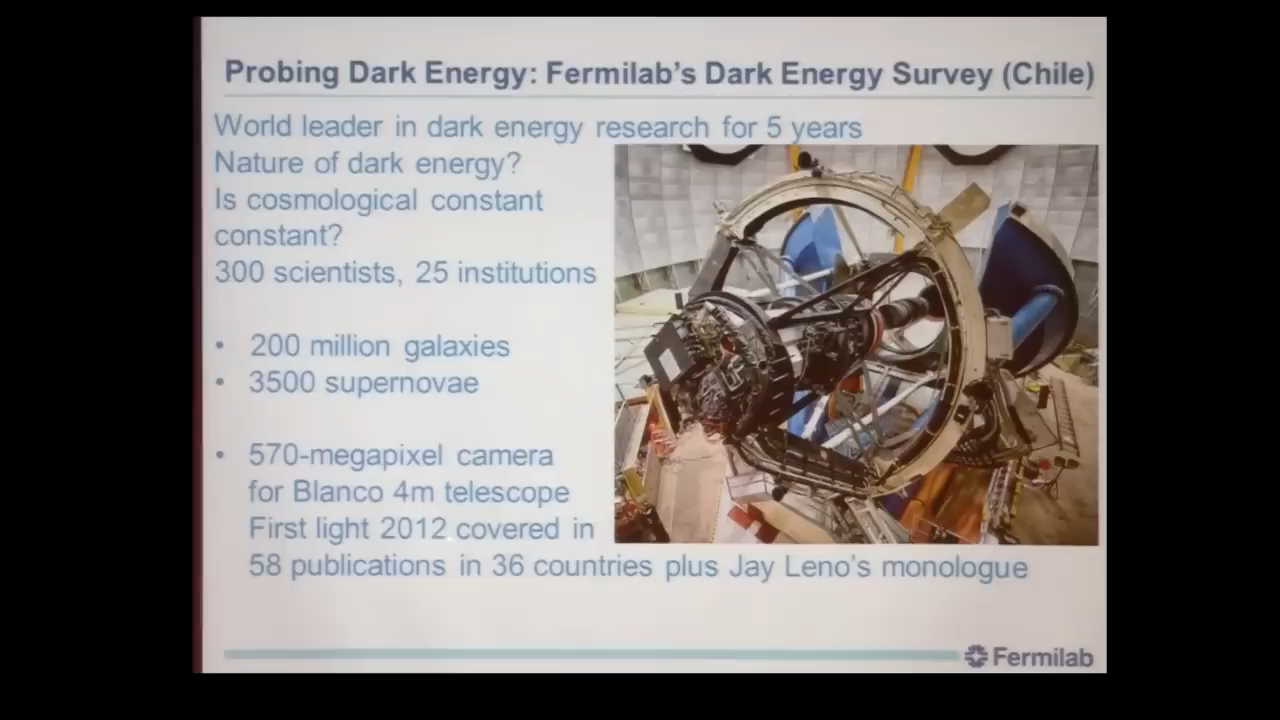 Probing Dark Energy: Fermilab's Dark Energy Survey (Chile)
World leader in dark energy research for 5 years
Nature of dark energy?
Is cosmological constant
constant?
300 scientists, 25 institutions
• 200 million galaxies
• 3500 supernovae
• 570-megapixel camera
for Blanco 4m telescope
First light 2012 covered in
58 publications in 36 countries plus Jay Leno's monologue
Fermilab